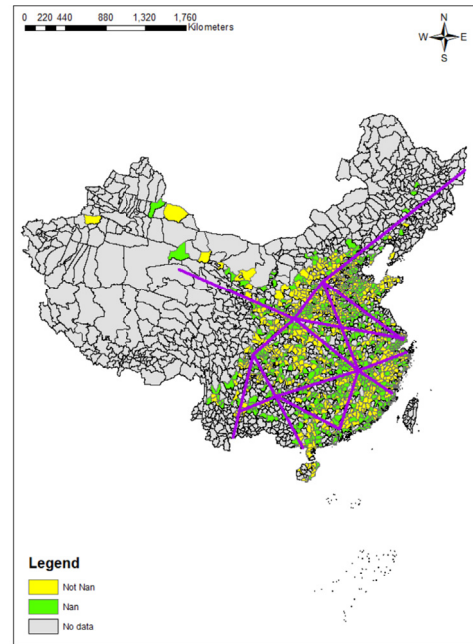 0 220 440 880 1,320 1,760
Kilometers
N
W E
S
Legend
Not Nan
Nan
No data